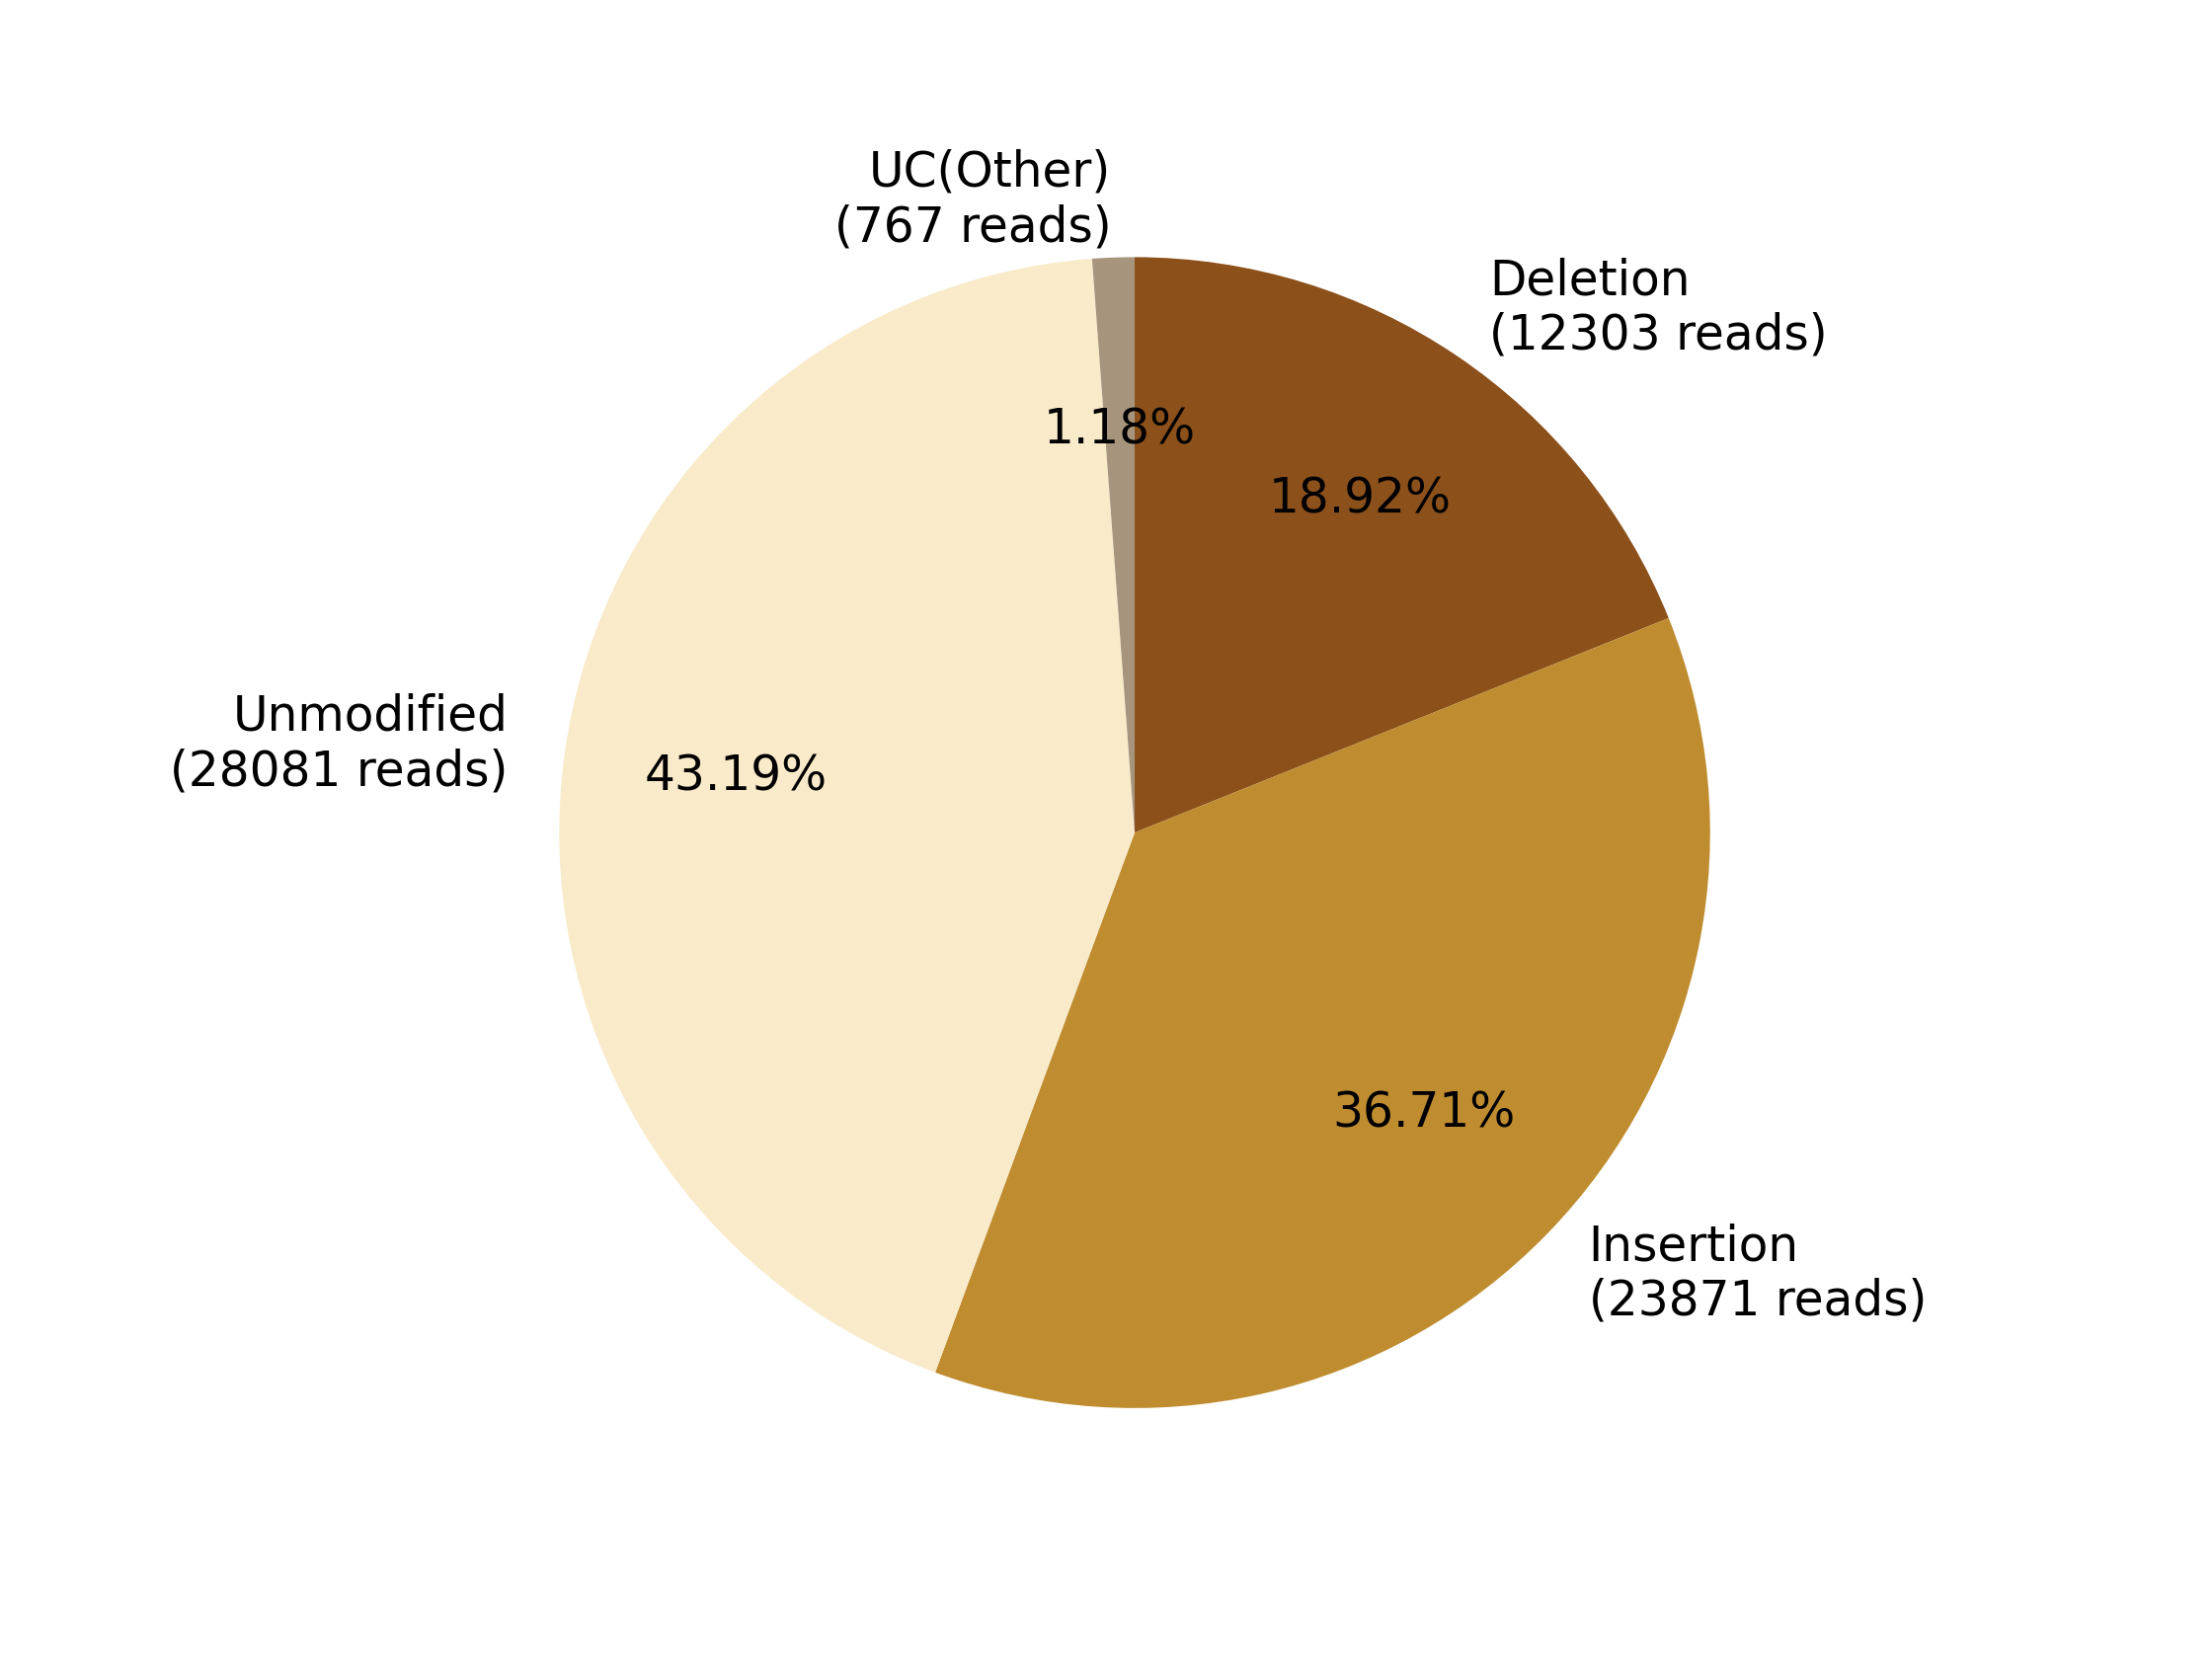 UC(Other)
(767 reads)
Deletion
(12303 reads)
1.18%
18.92%
Unmodified
(28081 reads)
43.19%
36.71%
Insertion
(23871 reads)